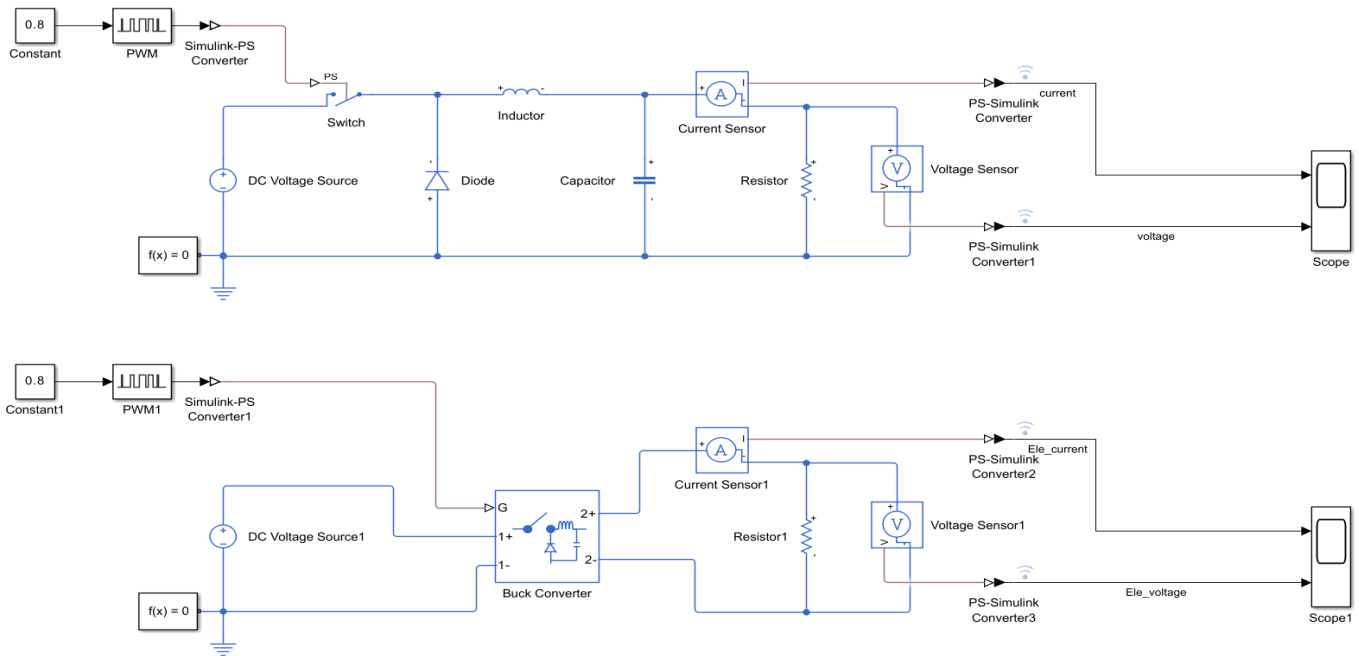 0.8
Constant
PWM
Simulink-PS
Converter
PS
Switch
+ -
Inductor
+ A I -
Current Sensor
PS-Simulink
Converter
current
DC Voltage Source
+
-
-
Diode
+
Capacitor
+
-
Resistor
+
-
+
V
V
-
Voltage Sensor
PS-Simulink
Converter1
voltage
Scope
f(x) = 0
0.8
Constant1
PWM1
Simulink-PS
Converter1
+ A I -
Current Sensor1
PS-Simulink
Converter2
Ele_current
DC Voltage Source1
+
-
G
1+
1-
2+
2-
Buck Converter
Resistor1
+
-
+
V
V
-
Voltage Sensor1
PS-Simulink
Converter3
Ele_voltage
Scope1
f(x) = 0